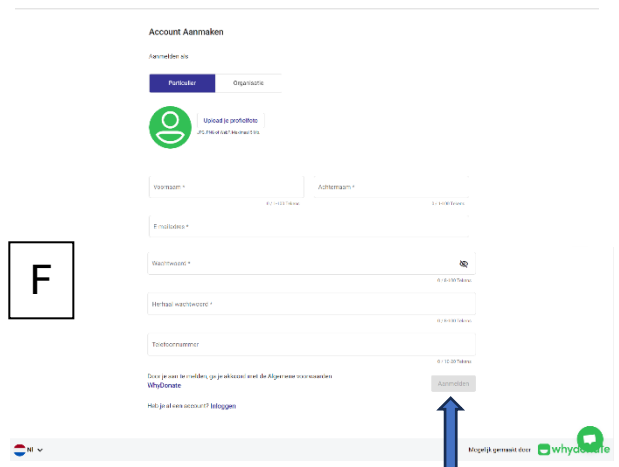 Account Aanmaken
Aanmelden als
Particulier Organisatie
Upload je profielfoto
Voornaam * Achternaam *
E-mailadres *
F
Wachtwoord *
Herhaal wachtwoord *
Telefoonnummer
Door je aan te melden, ga je akkoord met de Algemene voorwaarden
WhyDonate
Aanmelden
Heb je al een account? Inloggen
Nl
Mogelijk gemaakt door whydonate